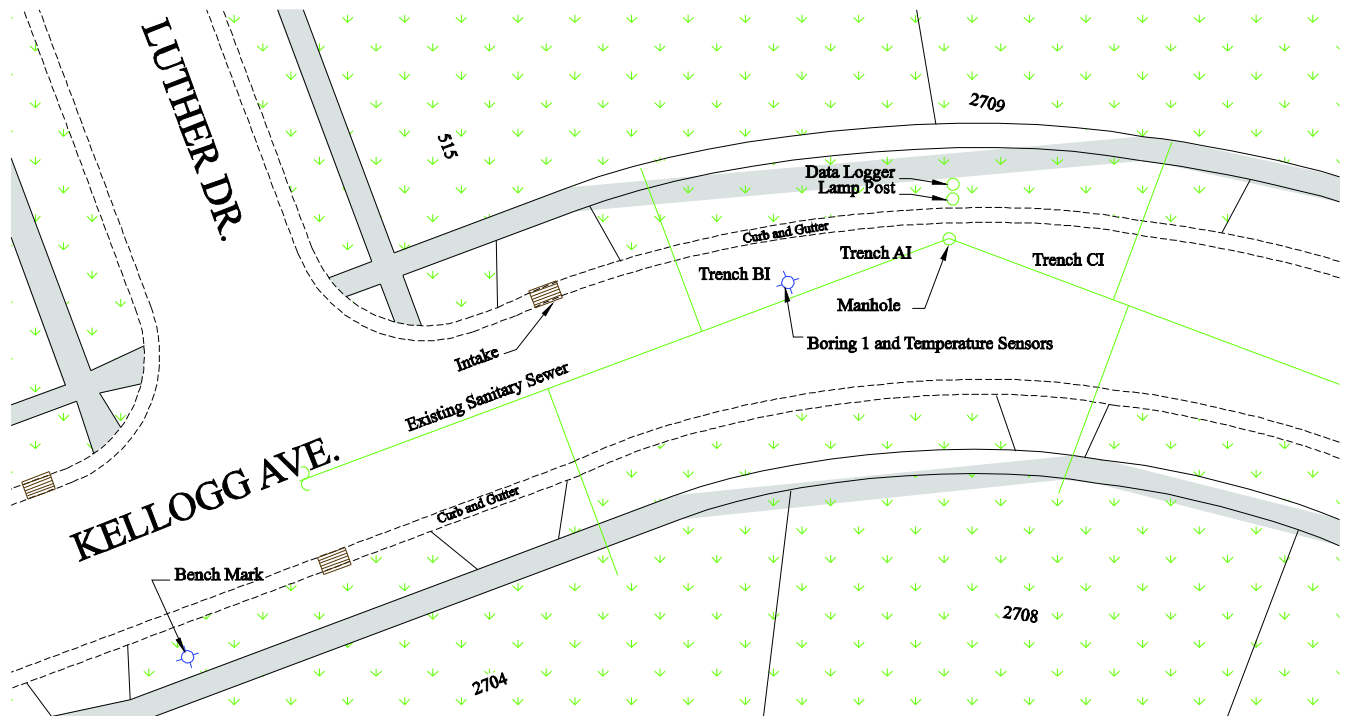 LUTHER DR.
2709
515
Data Logger
Lamp Post
Curb and Gutter
Trench AI
Trench BI
Trench CI
Manhole
Boring 1 and Temperature Sensors
Intake
Existing Sanitary Sewer
KELLOGG AVE.
Curb and Gutter
Bench Mark
2708
2704